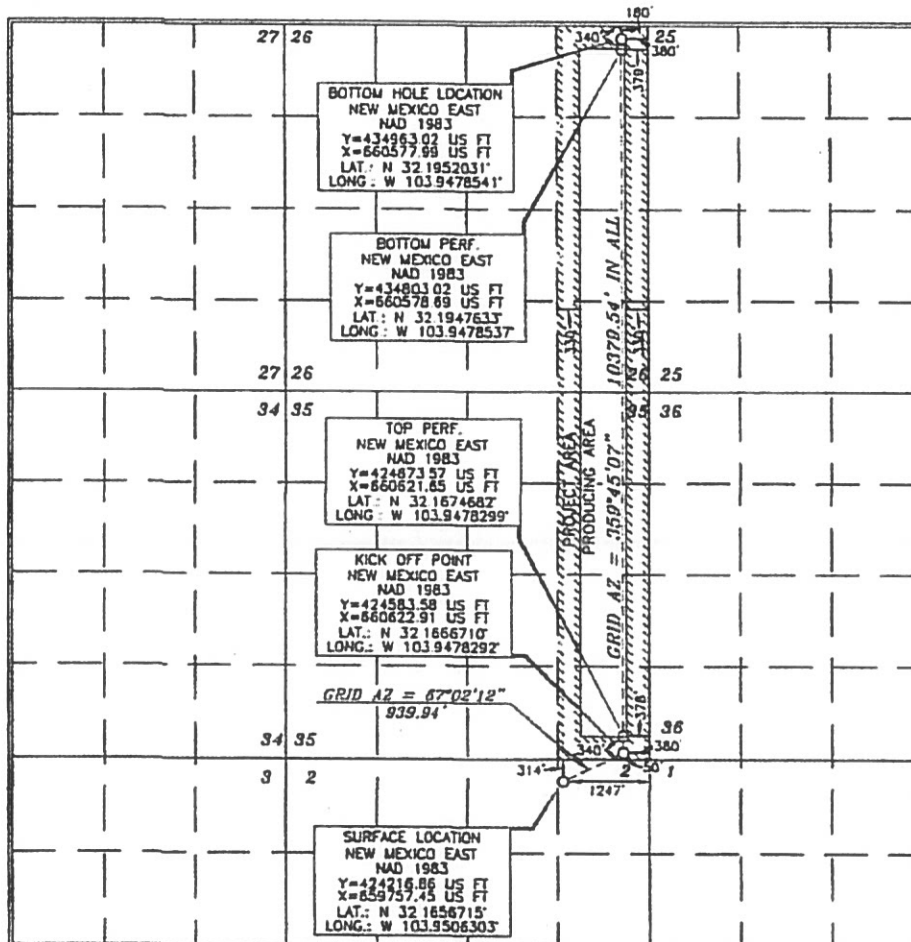 180'
27 26
340'
25
380'
370'
BOTTOM HOLE LOCATION
NEW MEXICO EAST
NAD 1983
Y=434963.02 US FT
X=660577.99 US FT
LAT.: N 32.1952031°
LONG.: W 103.9478541°
BOTTOM PERF.
NEW MEXICO EAST
NAD 1983
Y=434803.02 US FT
X=660578.69 US FT
LAT.: N 32.1947633°
LONG.: W 103.9478537°
330'
330'
GRID AZ = 359°45'07" 10379.54' IN ALL
27 26
26 25
34 35
35 36
PROJECT AREA
PRODUCING AREA
TOP PERF.
NEW MEXICO EAST
NAD 1983
Y=424873.57 US FT
X=660621.85 US FT
LAT.: N 32.1674682°
LONG.: W 103.9478299°
KICK OFF POINT
NEW MEXICO EAST
NAD 1983
Y=424583.58 US FT
X=660622.91 US FT
LAT.: N 32.1666710°
LONG.: W 103.9478292°
GRID AZ = 67°02'12"
939.94'
378'
34 35
36
340'
380'
3 2
314'
2
50'
1
1247'
SURFACE LOCATION
NEW MEXICO EAST
NAD 1983
Y=424216.86 US FT
X=659757.45 US FT
LAT.: N 32.1656715°
LONG.: W 103.9506303°